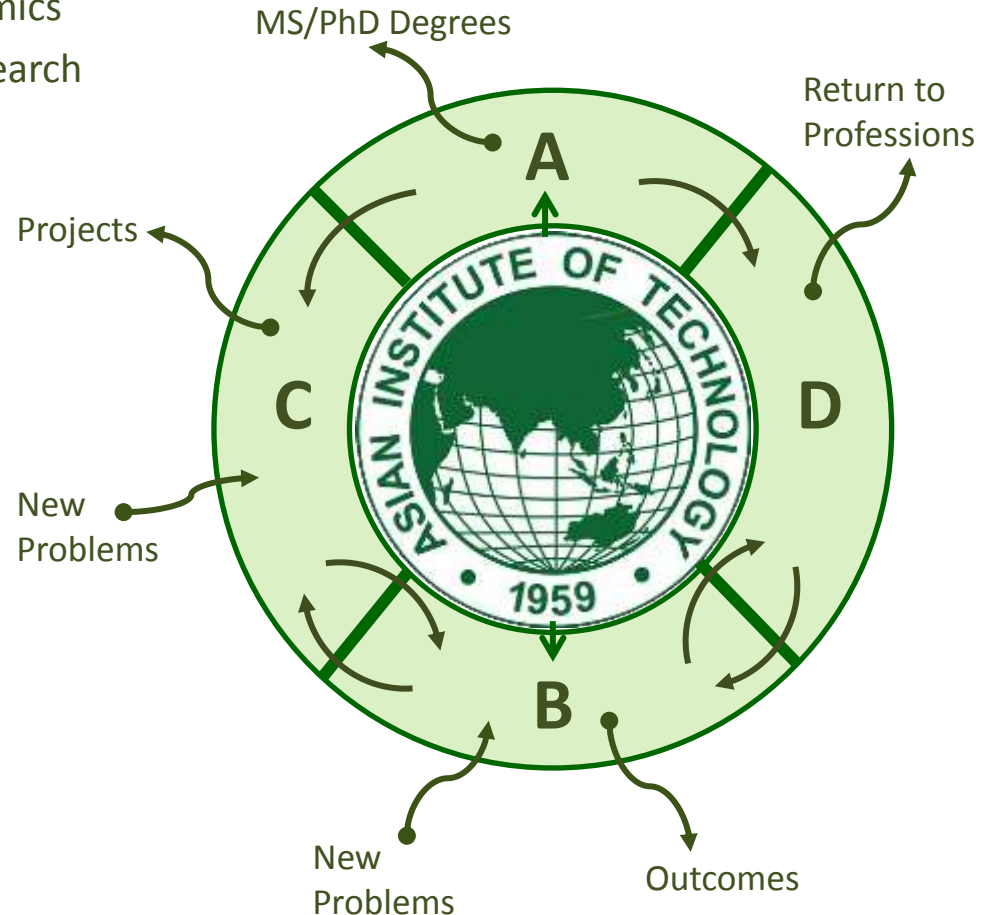 MS/PhD Degrees
Return to
Professions
A
Projects
ASIAN INSTITUTE OF TECHNOLOGY
C
D
New
Problems
1959
B
New
Problems
Outcomes